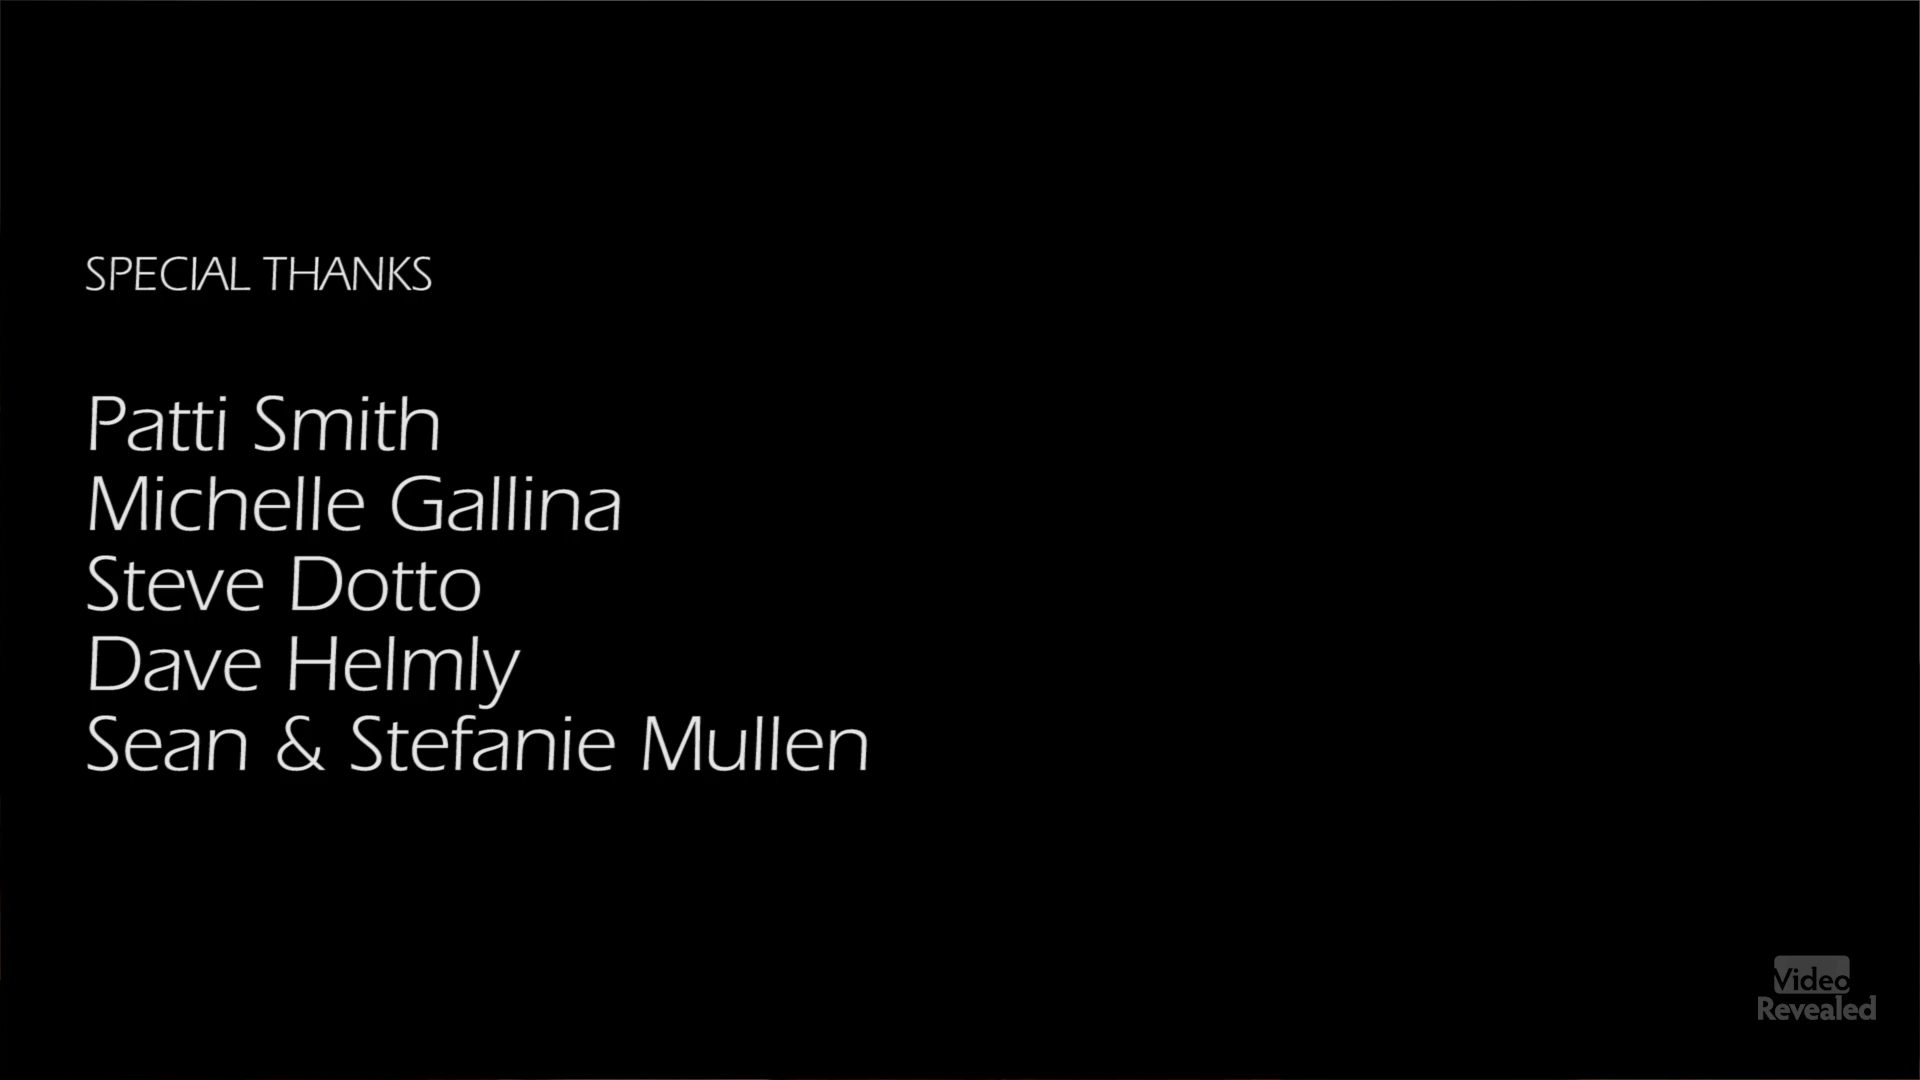 SPECIAL THANKS
Patti Smith
Michelle Gallina
Steve Dotto
Dave Helmly
Sean & Stefanie Mullen
Video
Revealed